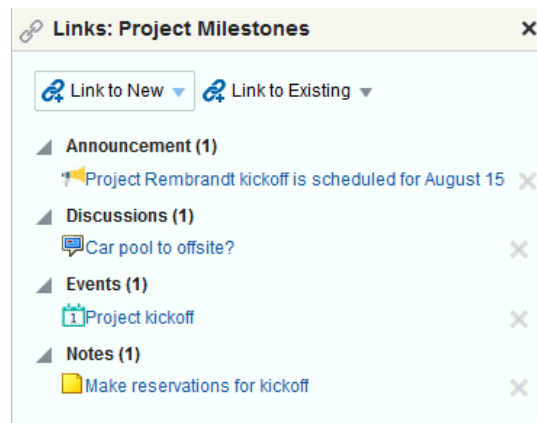 Links: Project Milestones
Link to New
Link to Existing
Announcement (1)
Project Rembrandt kickoff is scheduled for August 15
Discussions (1)
Car pool to offsite?
Events (1)
1
Project kickoff
Notes (1)
Make reservations for kickoff